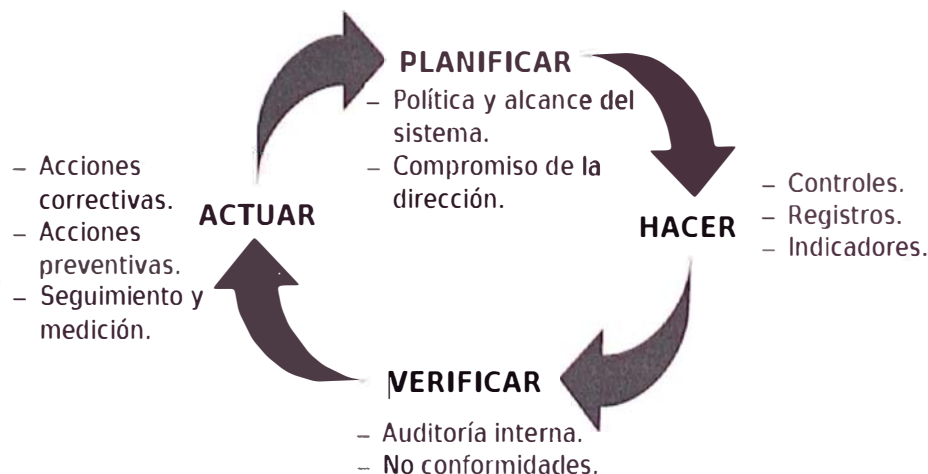 PLANIFICAR
– Política y alcance del
sistema.
– Compromiso de la
dirección.
HACER
– Controles.
– Registros.
– Indicadores.
VERIFICAR
– Auditoría interna.
– No conformidades.
ACTUAR
– Acciones
correctivas.
– Acciones
preventivas.
– Seguimiento y
medición.